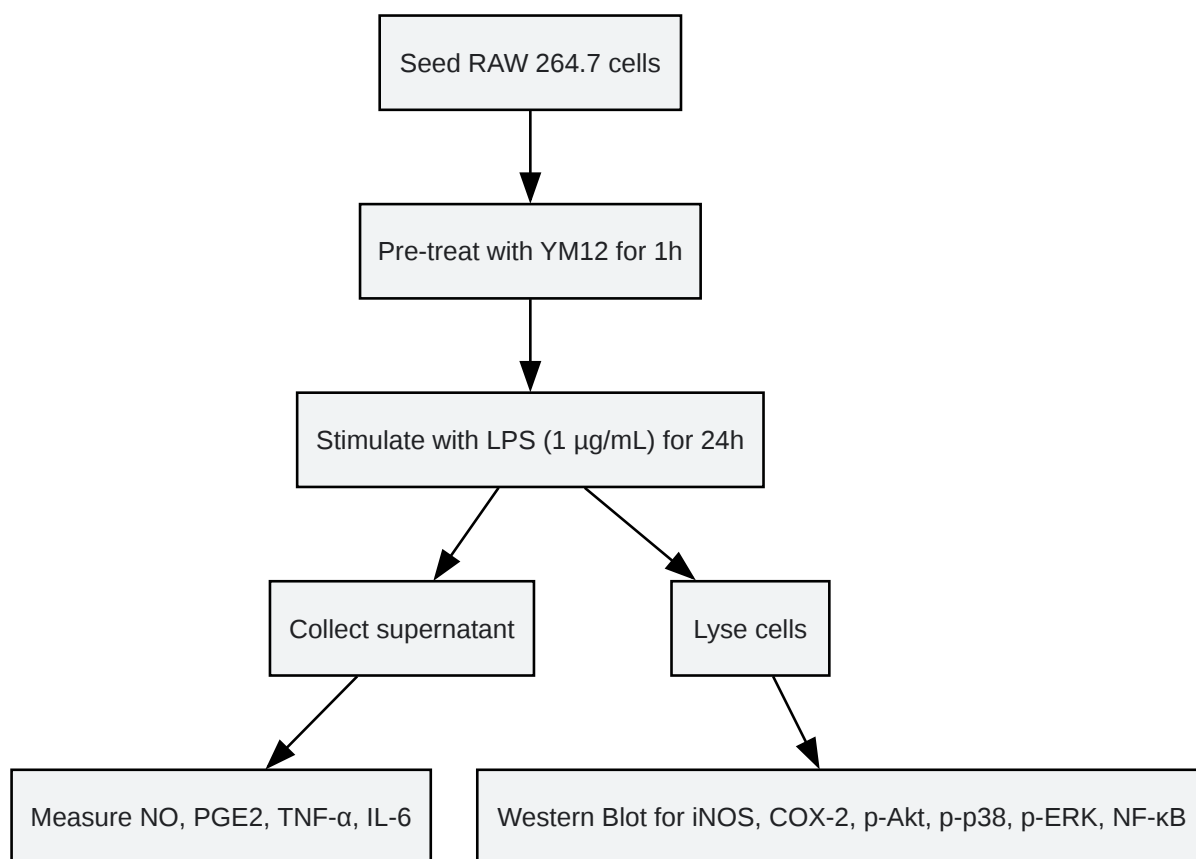 Seed RAW 264.7 cells
Pre-treat with YM12 for 1h
Stimulate with LPS (1 µg/mL) for 24h
Collect supernatant
Lyse cells
Measure NO, PGE2, TNF-α, IL-6
Western Blot for iNOS, COX-2, p-Akt, p-p38, p-ERK, NF-κB